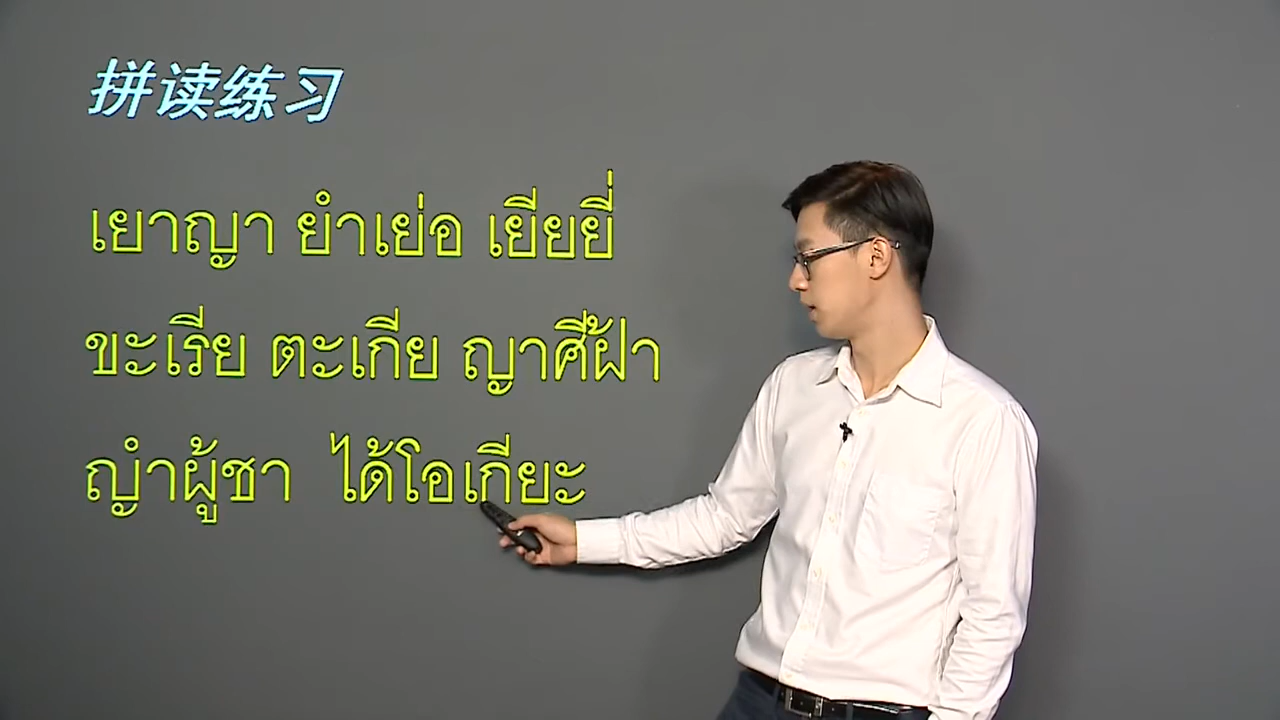 拼读练习
เยาญา ยำเย่อ เยียยี่
ขะเรีย ตะเกีย ญาศี้ฝ้า
ญำผู้ชา ได้โอเกียะ